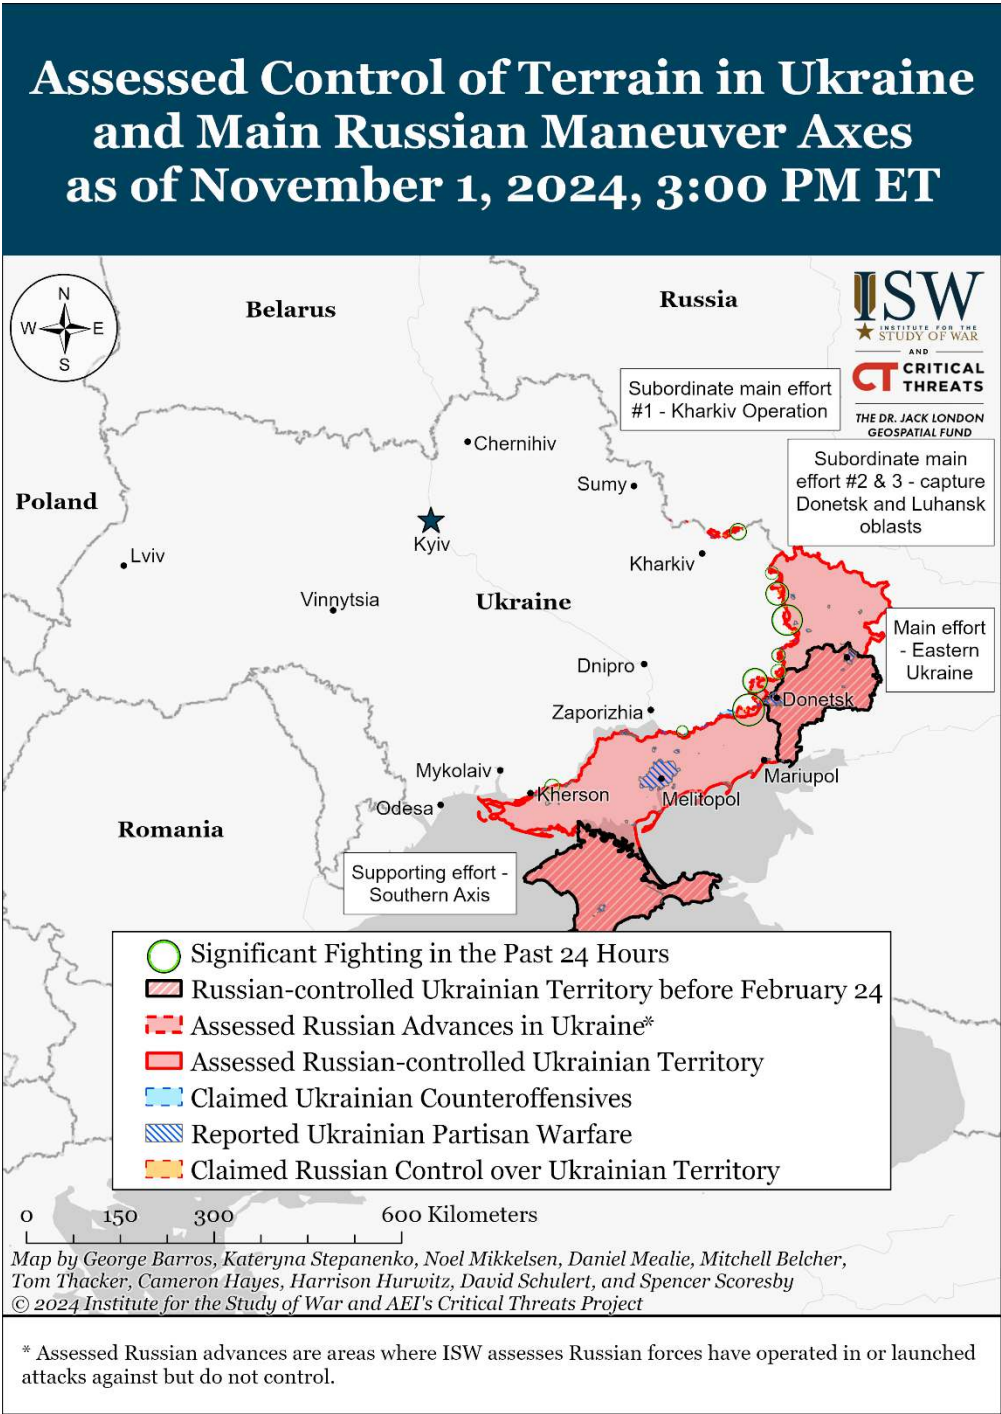 Assessed Control of Terrain in Ukraine
and Main Russian Maneuver Axes
as of November 1, 2024, 3:00 PM ET
N
W
E
S
Belarus
Russia
ISW
INSTITUTE FOR THE
STUDY OF WAR
AND
CT CRITICAL
THREATS
THE DR. JACK LONDON
GEOSPATIAL FUND
Subordinate main effort
#1 - Kharkiv Operation
Subordinate main
effort #2 & 3 - capture
Donetsk and Luhansk
oblasts
Chernihiv
Sumy
Poland
Kyiv
Lviv
Kharkiv
Vinnytsia
Ukraine
Main effort
- Eastern
Ukraine
Dnipro
Donetsk
Zaporizhia
Mykolaiv
Mariupol
Odesa
Kherson
Melitopol
Romania
Supporting effort -
Southern Axis
Significant Fighting in the Past 24 Hours
Russian-controlled Ukrainian Territory before February 24
Assessed Russian Advances in Ukraine*
Assessed Russian-controlled Ukrainian Territory
Claimed Ukrainian Counteroffensives
Reported Ukrainian Partisan Warfare
Claimed Russian Control over Ukrainian Territory
0 150 300 600 Kilometers
Map by George Barros, Kateryna Stepanenko, Noel Mikkelsen, Daniel Mealie, Mitchell Belcher,
Tom Thacker, Cameron Hayes, Harrison Hurwitz, David Schulert, and Spencer Scoresby
© 2024 Institute for the Study of War and AEI's Critical Threats Project
* Assessed Russian advances are areas where ISW assesses Russian forces have operated in or launched
attacks against but do not control.